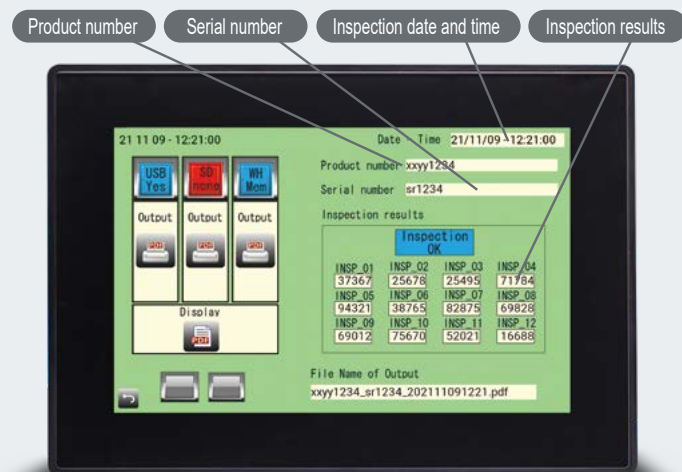 Product number
Serial number
Inspection date and time
Inspection results
21 11 09 - 12:21:00
Date - Time 21/11/09 - 12:21:00
USB Yes
SD none
WH Mem
Product number xxyy1234
Serial number sr1234
Output Output Output
PDF PDF PDF
Inspection results
Inspection
OK
INSP_01 INSP_02 INSP_03 INSP_04
37367 25678 25495 71784
INSP_05 INSP_06 INSP_07 INSP_08
94321 38765 82875 69828
INSP_09 INSP_10 INSP_11 INSP_12
69012 75670 52021 16688
Display
PDF
File Name of Output
xxyy1234_sr1234_202111091221.pdf